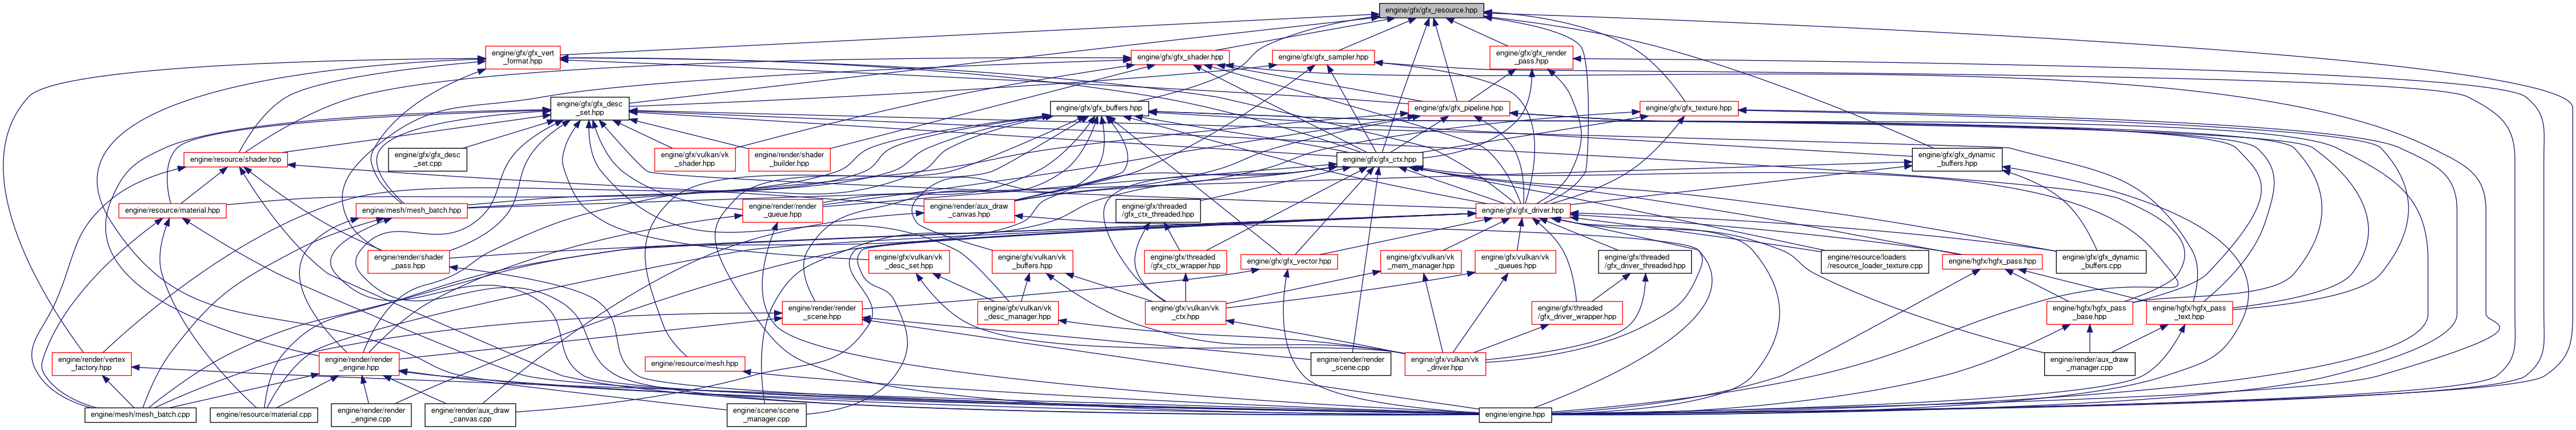 engine/gfx/gfx_resource.hpp
engine/gfx/gfx_vert
_format.hpp
engine/gfx/gfx_shader.hpp
engine/gfx/gfx_sampler.hpp
engine/gfx/gfx_render
_pass.hpp
engine/gfx/gfx_desc
_set.hpp
engine/gfx/gfx_buffers.hpp
engine/gfx/gfx_pipeline.hpp
engine/gfx/gfx_texture.hpp
engine/resource/shader.hpp
engine/gfx/gfx_desc
_set.cpp
engine/gfx/vulkan/vk
_shader.hpp
engine/render/shader
_builder.hpp
engine/gfx/gfx_ctx.hpp
engine/gfx/gfx_dynamic
_buffers.hpp
engine/resource/material.hpp
engine/mesh/mesh_batch.hpp
engine/render/render
_queue.hpp
engine/render/aux_draw
_canvas.hpp
engine/gfx/threaded
/gfx_ctx_threaded.hpp
engine/gfx/gfx_driver.hpp
engine/render/shader
_pass.hpp
engine/gfx/vulkan/vk
_desc_set.hpp
engine/gfx/vulkan/vk
_buffers.hpp
engine/gfx/threaded
/gfx_ctx_wrapper.hpp
engine/gfx/gfx_vector.hpp
engine/gfx/vulkan/vk
_mem_manager.hpp
engine/gfx/vulkan/vk
_queues.hpp
engine/gfx/threaded
/gfx_driver_threaded.hpp
engine/resource/loaders
/resource_loader_texture.cpp
engine/hgfx/hgfx_pass.hpp
engine/gfx/gfx_dynamic
_buffers.cpp
engine/render/render
_scene.hpp
engine/gfx/vulkan/vk
_desc_manager.hpp
engine/gfx/vulkan/vk
_ctx.hpp
engine/gfx/threaded
/gfx_driver_wrapper.hpp
engine/hgfx/hgfx_pass
_base.hpp
engine/hgfx/hgfx_pass
_text.hpp
engine/render/vertex
_factory.hpp
engine/render/render
_engine.hpp
engine/resource/mesh.hpp
engine/render/render
_scene.cpp
engine/gfx/vulkan/vk
_driver.hpp
engine/render/aux_draw
_manager.cpp
engine/mesh/mesh_batch.cpp
engine/resource/material.cpp
engine/render/render
_engine.cpp
engine/render/aux_draw
_canvas.cpp
engine/scene/scene
_manager.cpp
engine/engine.hpp